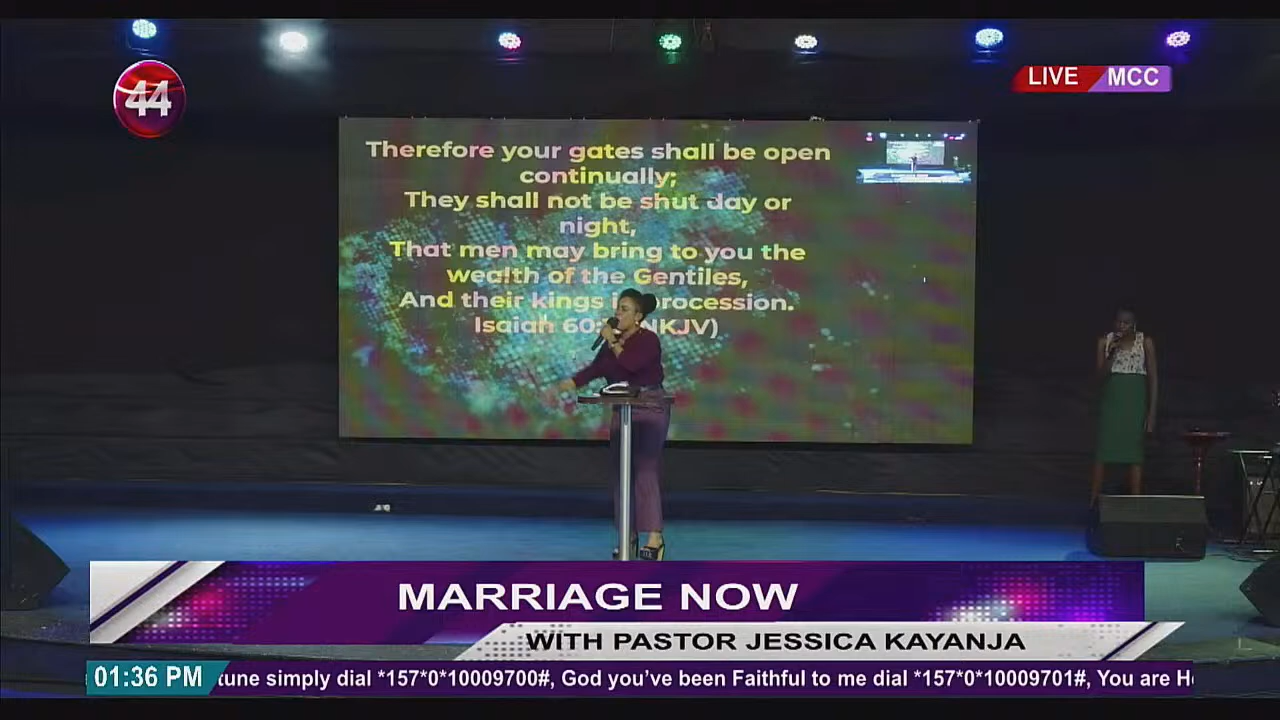 44
LIVE MCC
Therefore your gates shall be open
continually;
They shall not be shut day or
night,
That men may bring to you the
wealth of the Gentiles,
And their kings procession.
Isaiah 60: NKJV)
MARRIAGE NOW
WITH PASTOR JESSICA KAYANJA
01:36 PM tune simply dial *157*0*10009700#, God you've been Faithful to me dial *157*0*10009701#, You are